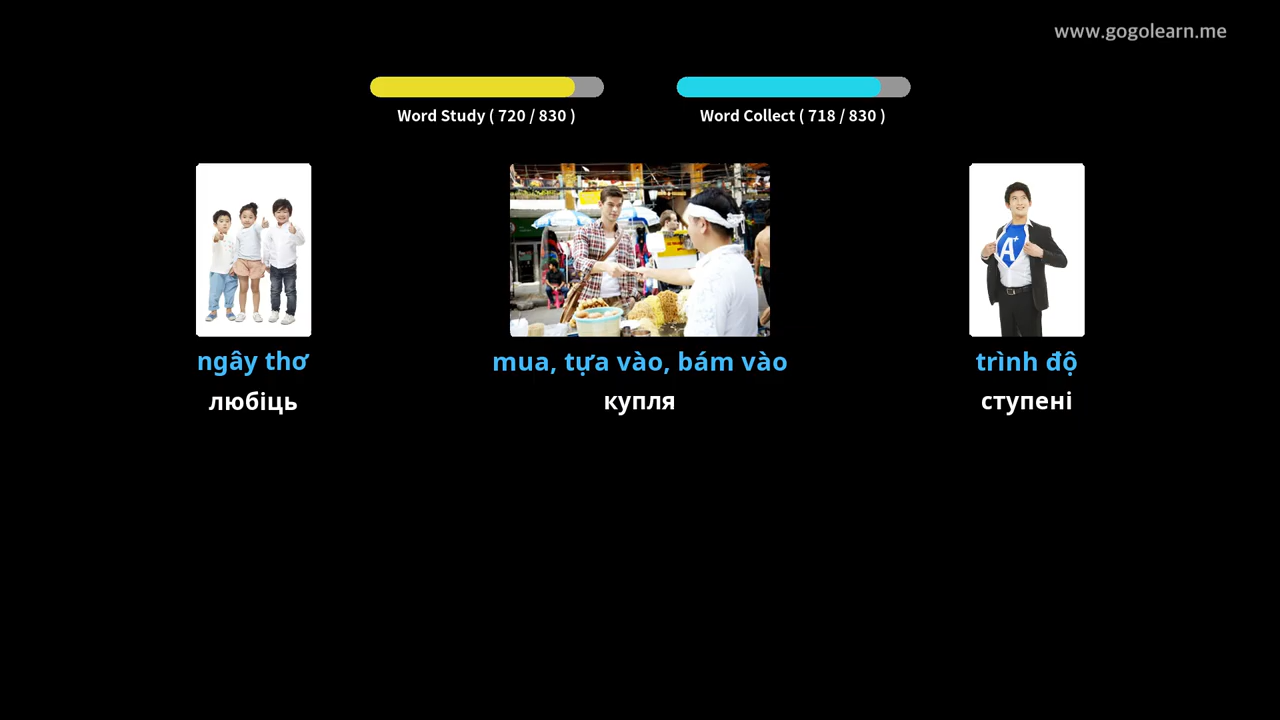 www.gogolearn.me
Word Study ( 720 / 830 )
Word Collect ( 718 / 830 )
A+
ngây thơ
mua, tựa vào, bám vào
trình độ
любіць
купля
ступені